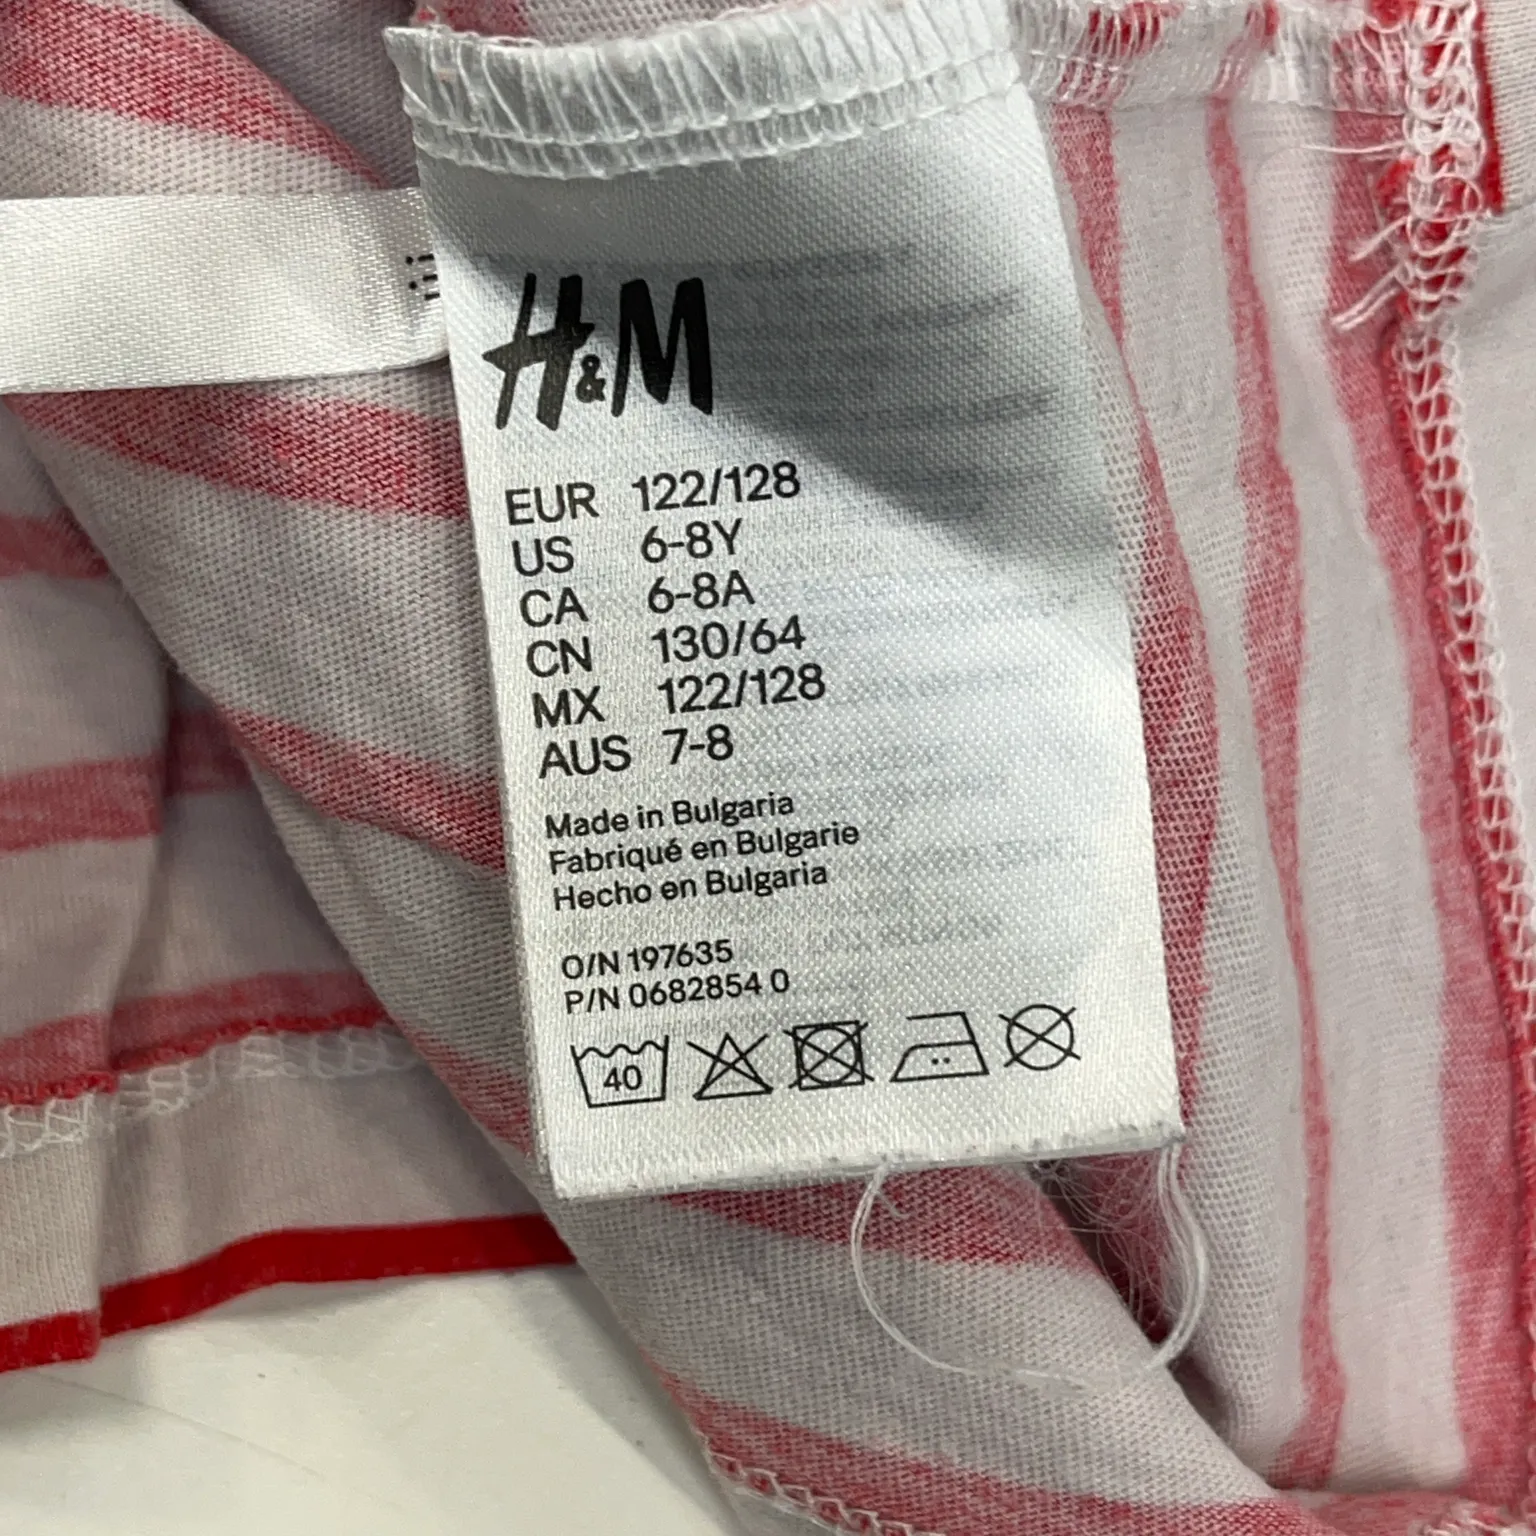 H&M
EUR 122/128
US 6-8Y
CA 6-8A
CN 130/64
MX 122/128
AUS 7-8
Made in Bulgaria
Fabriqué en Bulgarie
Hecho en Bulgaria
O/N 197635
P/N 0682854 0
40